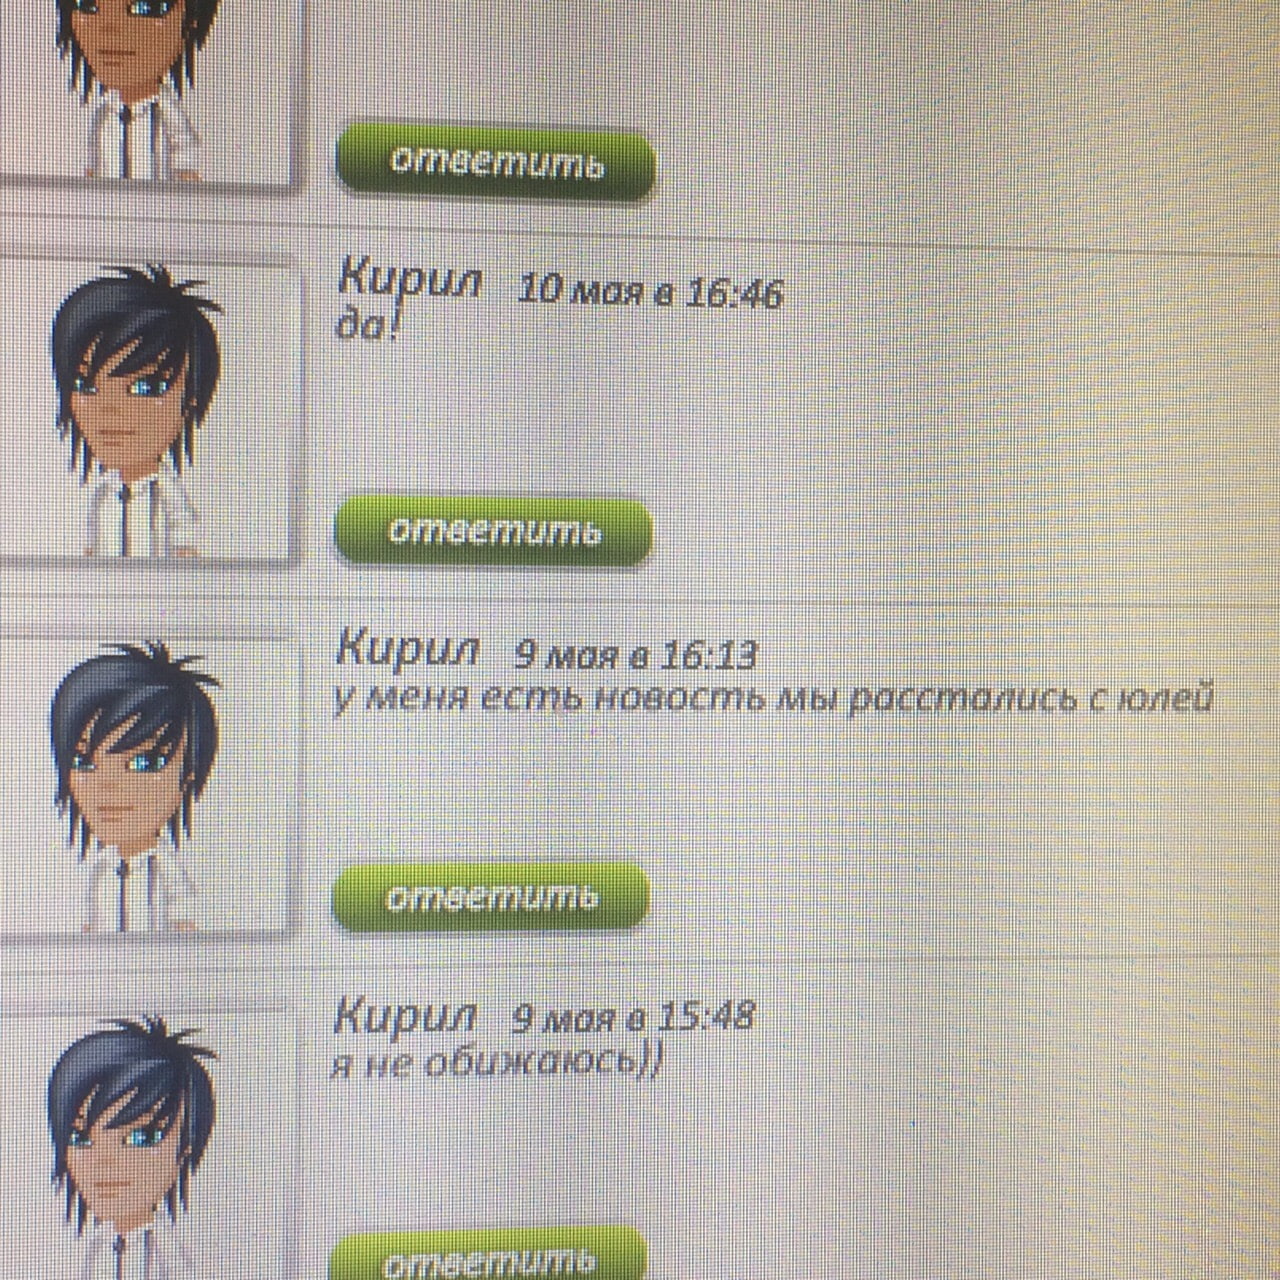 ответить
Кирил 10 мая в 16:46
да!
ответить
Кирил 9 мая в 16:13
у меня есть новость мы расстались с юлей
ответить
Кирил 9 мая в 15:48
я не обижаюсь))
ответить